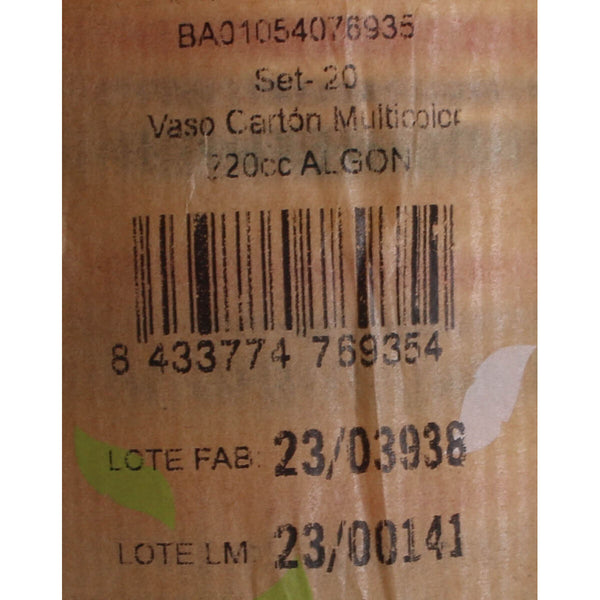 BA01054076935
Set- 20
Vaso Cartón Multicolor
220cc ALGON
8 433774 769354
LOTE FAB: 23/03938
LOTE LM: 23/00141